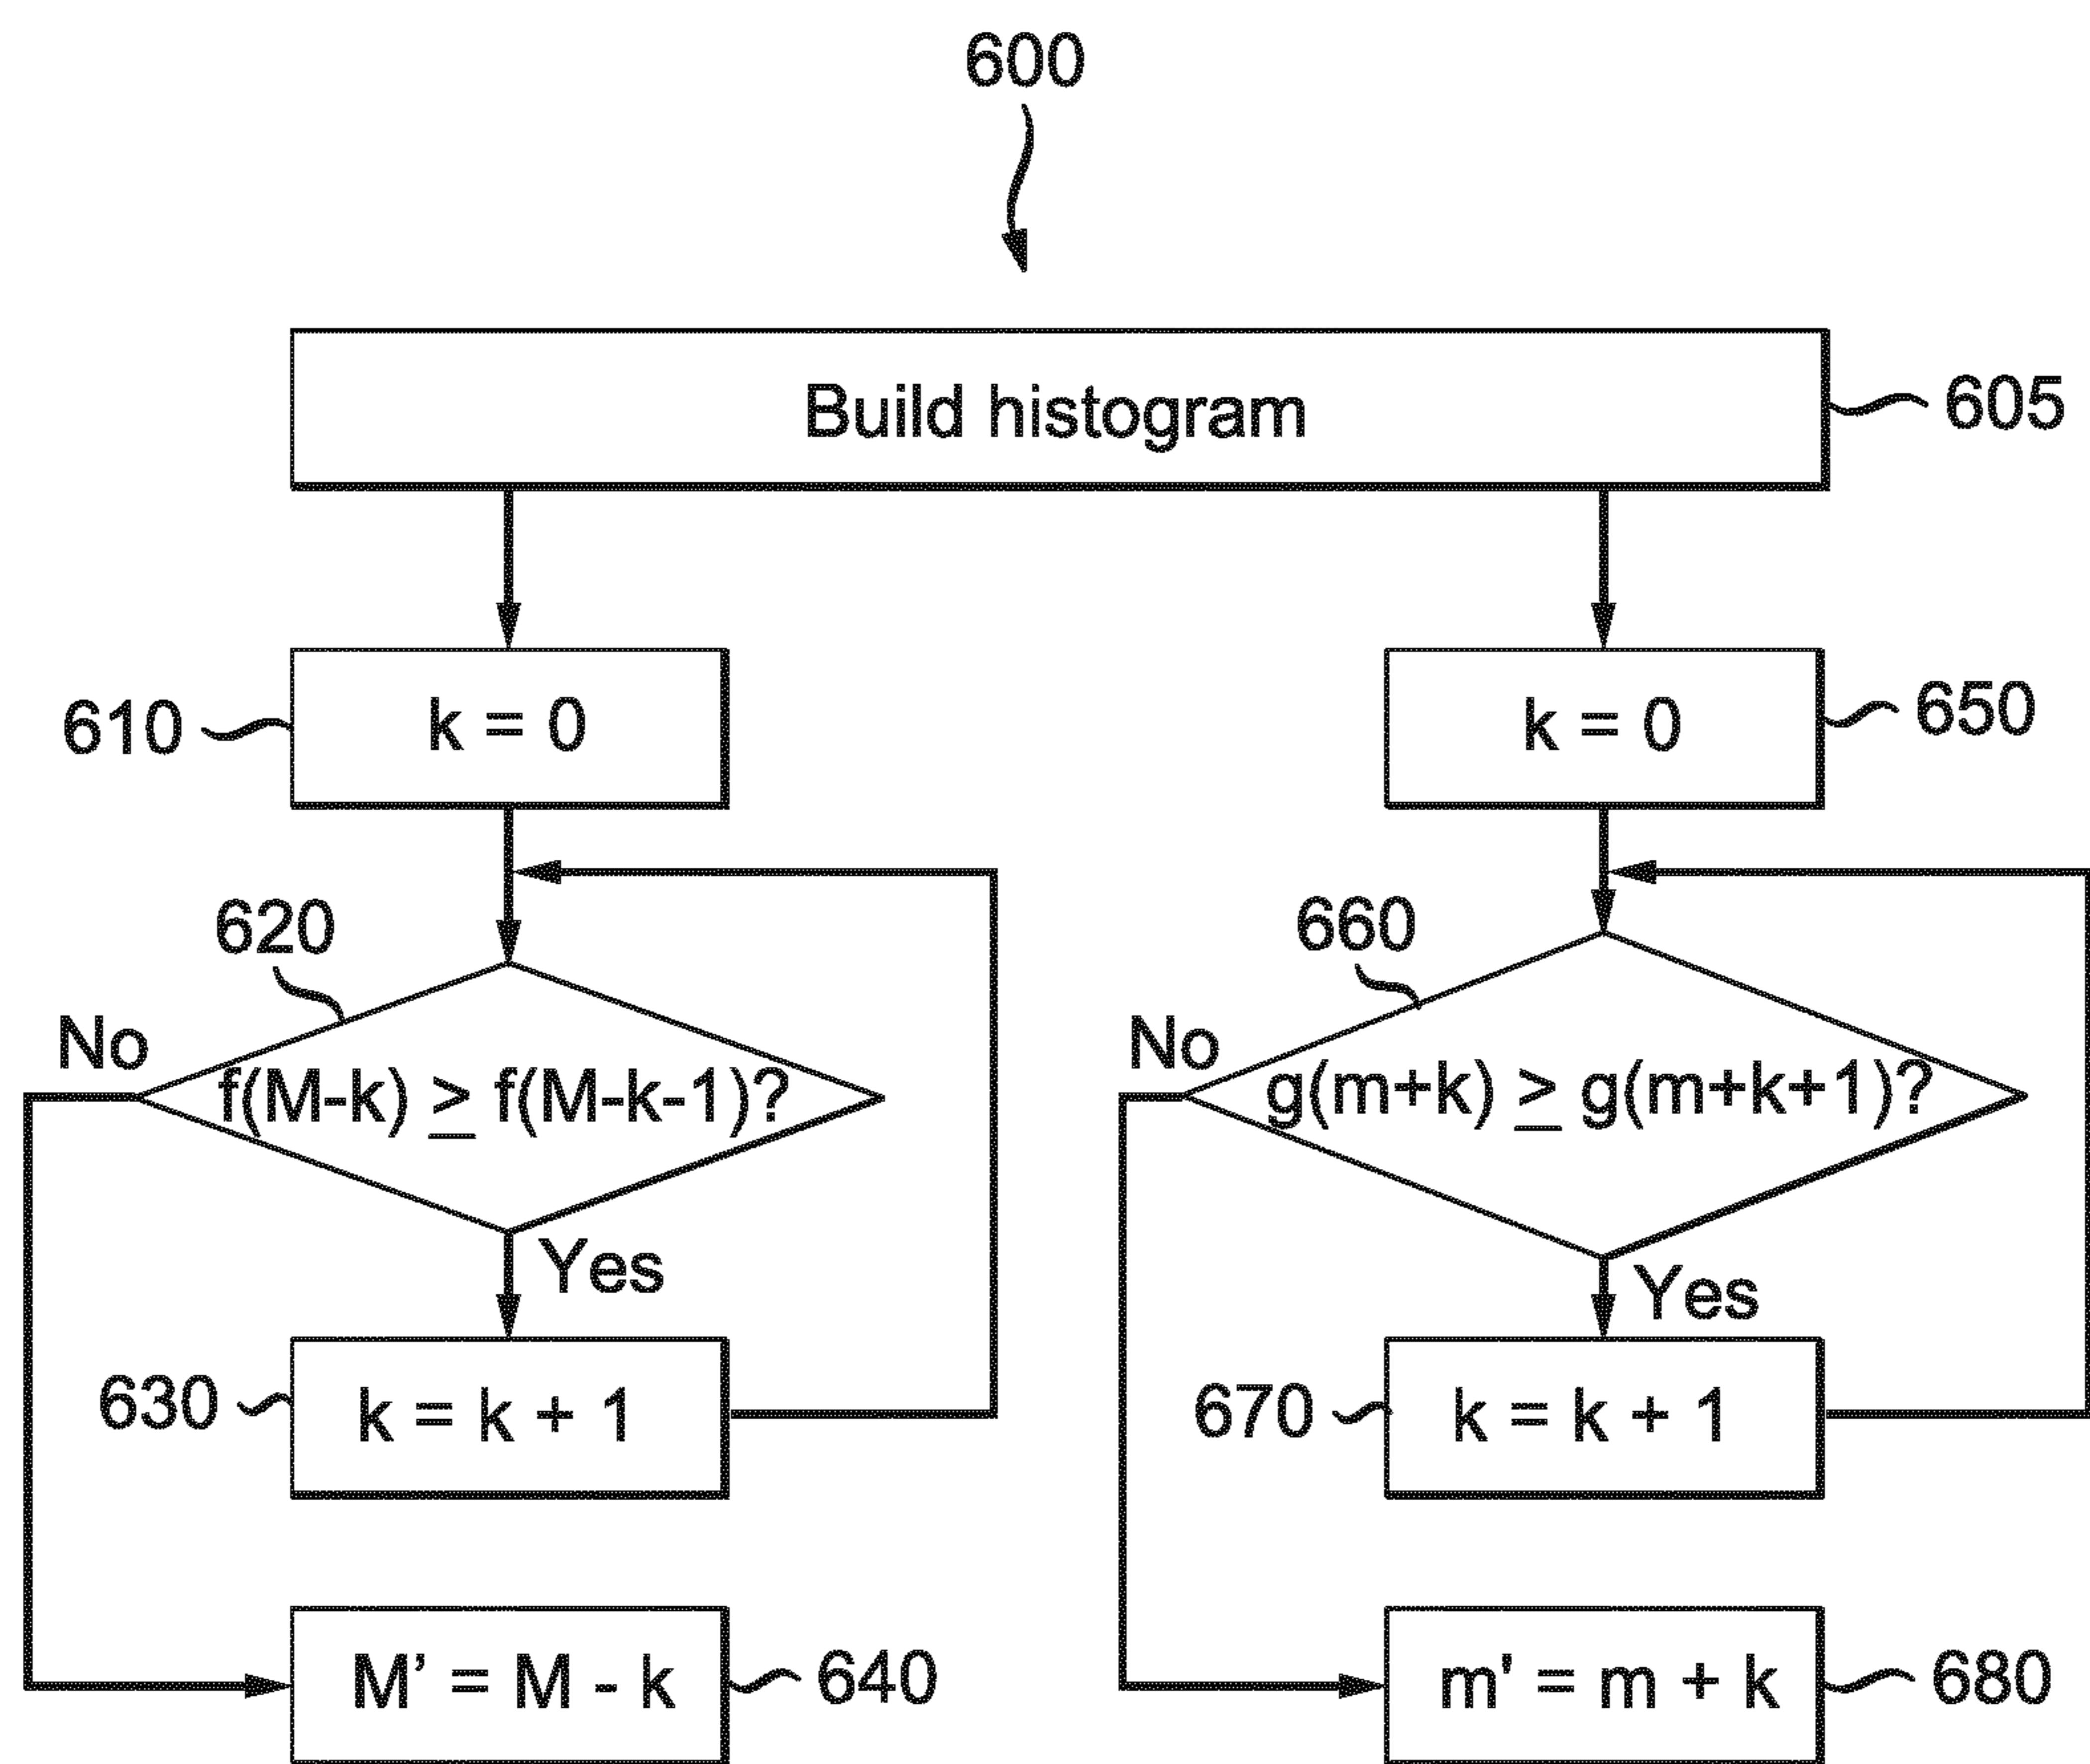 600
Build histogram
605
610
k = 0
k = 0
650
620
No
f(M-k) ≥ f(M-k-1)?
Yes
630
k = k + 1
M' = M - k
640
660
No
g(m+k) ≥ g(m+k+1)?
Yes
670
k = k + 1
m' = m + k
680